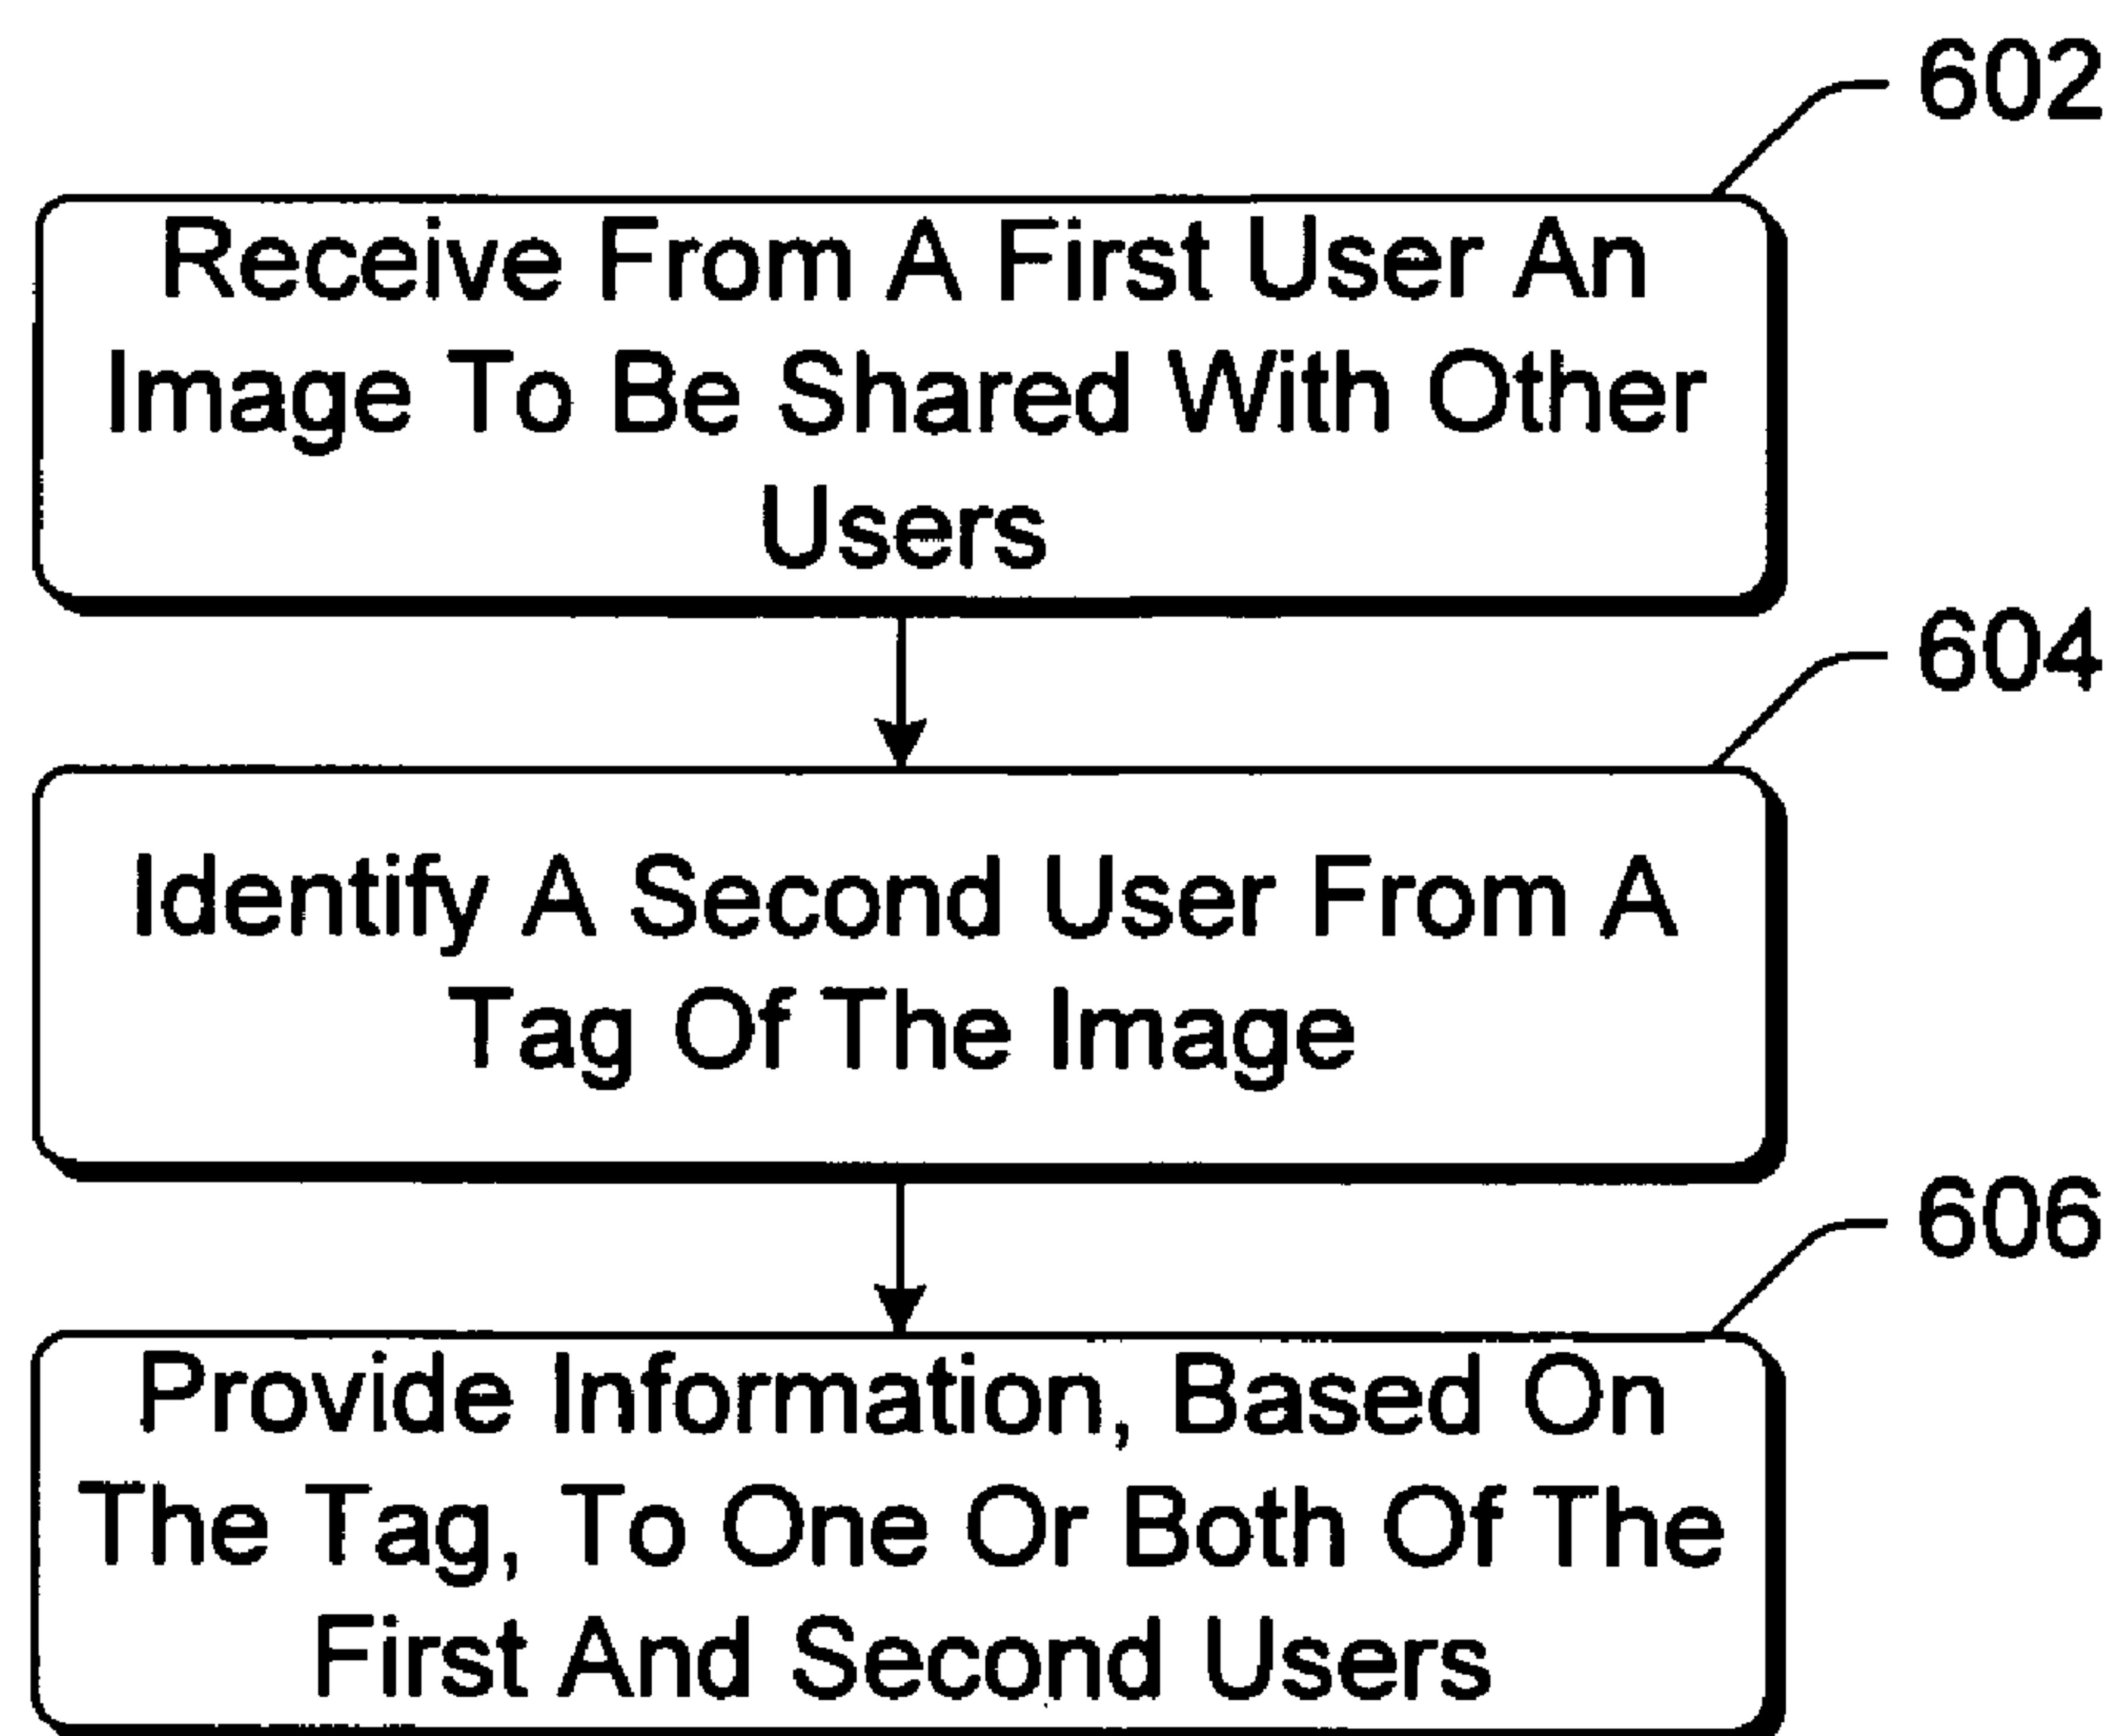 602
Receive From A First User An
Image To Be Shared With Other
Users
604
Identify A Second User From A
Tag Of The Image
606
Provide Information, Based On
The Tag, To One Or Both Of The
First And Second Users